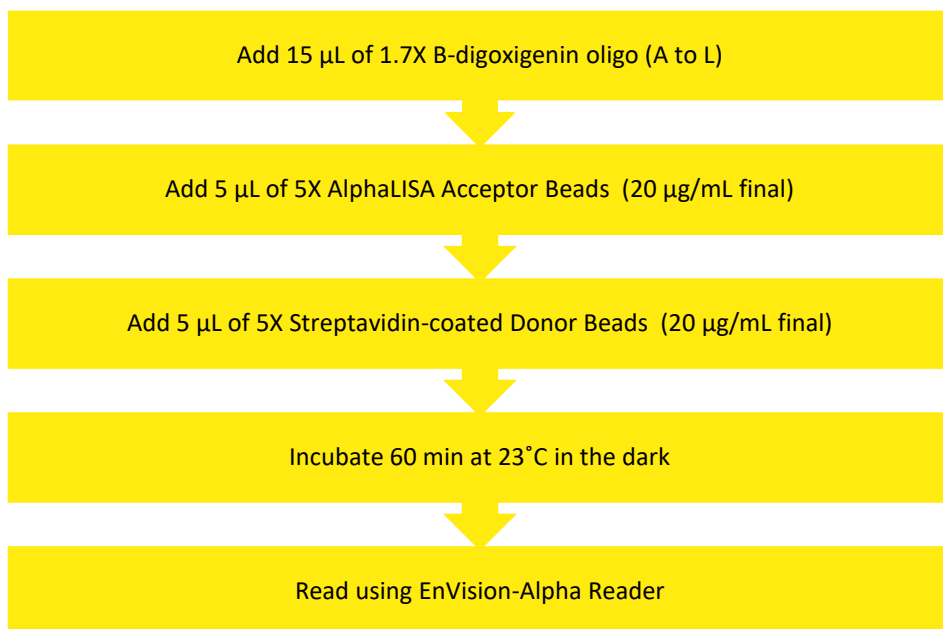 Add 15 µL of 1.7X B-digoxigenin oligo (A to L)
Add 5 µL of 5X AlphaLISA Acceptor Beads  (20 µg/mL final)
Add 5 µL of 5X Streptavidin-coated Donor Beads  (20 µg/mL final)
Incubate 60 min at 23˚C in the dark
Read using EnVision-Alpha Reader